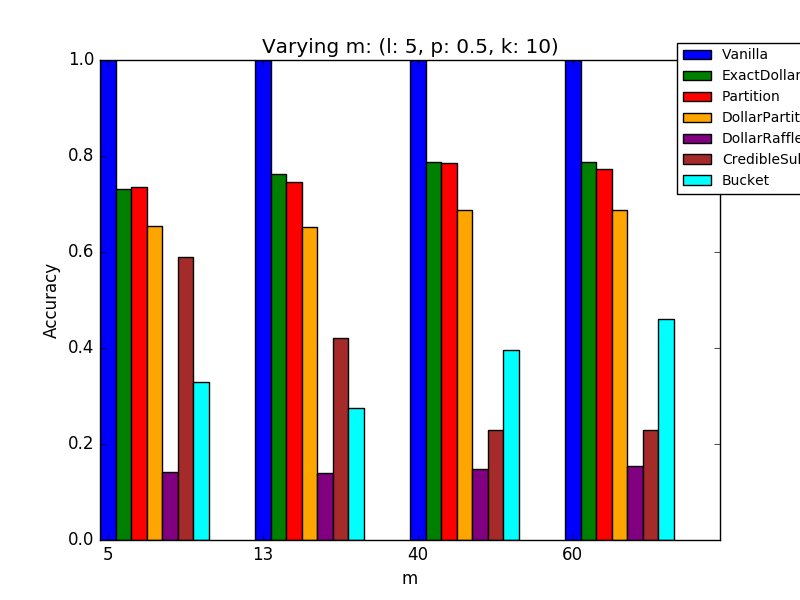 Varying m: (l: 5, p: 0.5, k: 10)
Vanilla
ExactDollar
Partition
DollarPartit
DollarRaffle
CredibleSu
Bucket
1.0
0.8
0.6
0.4
0.2
0.0
Accuracy
5 13 40 60
m